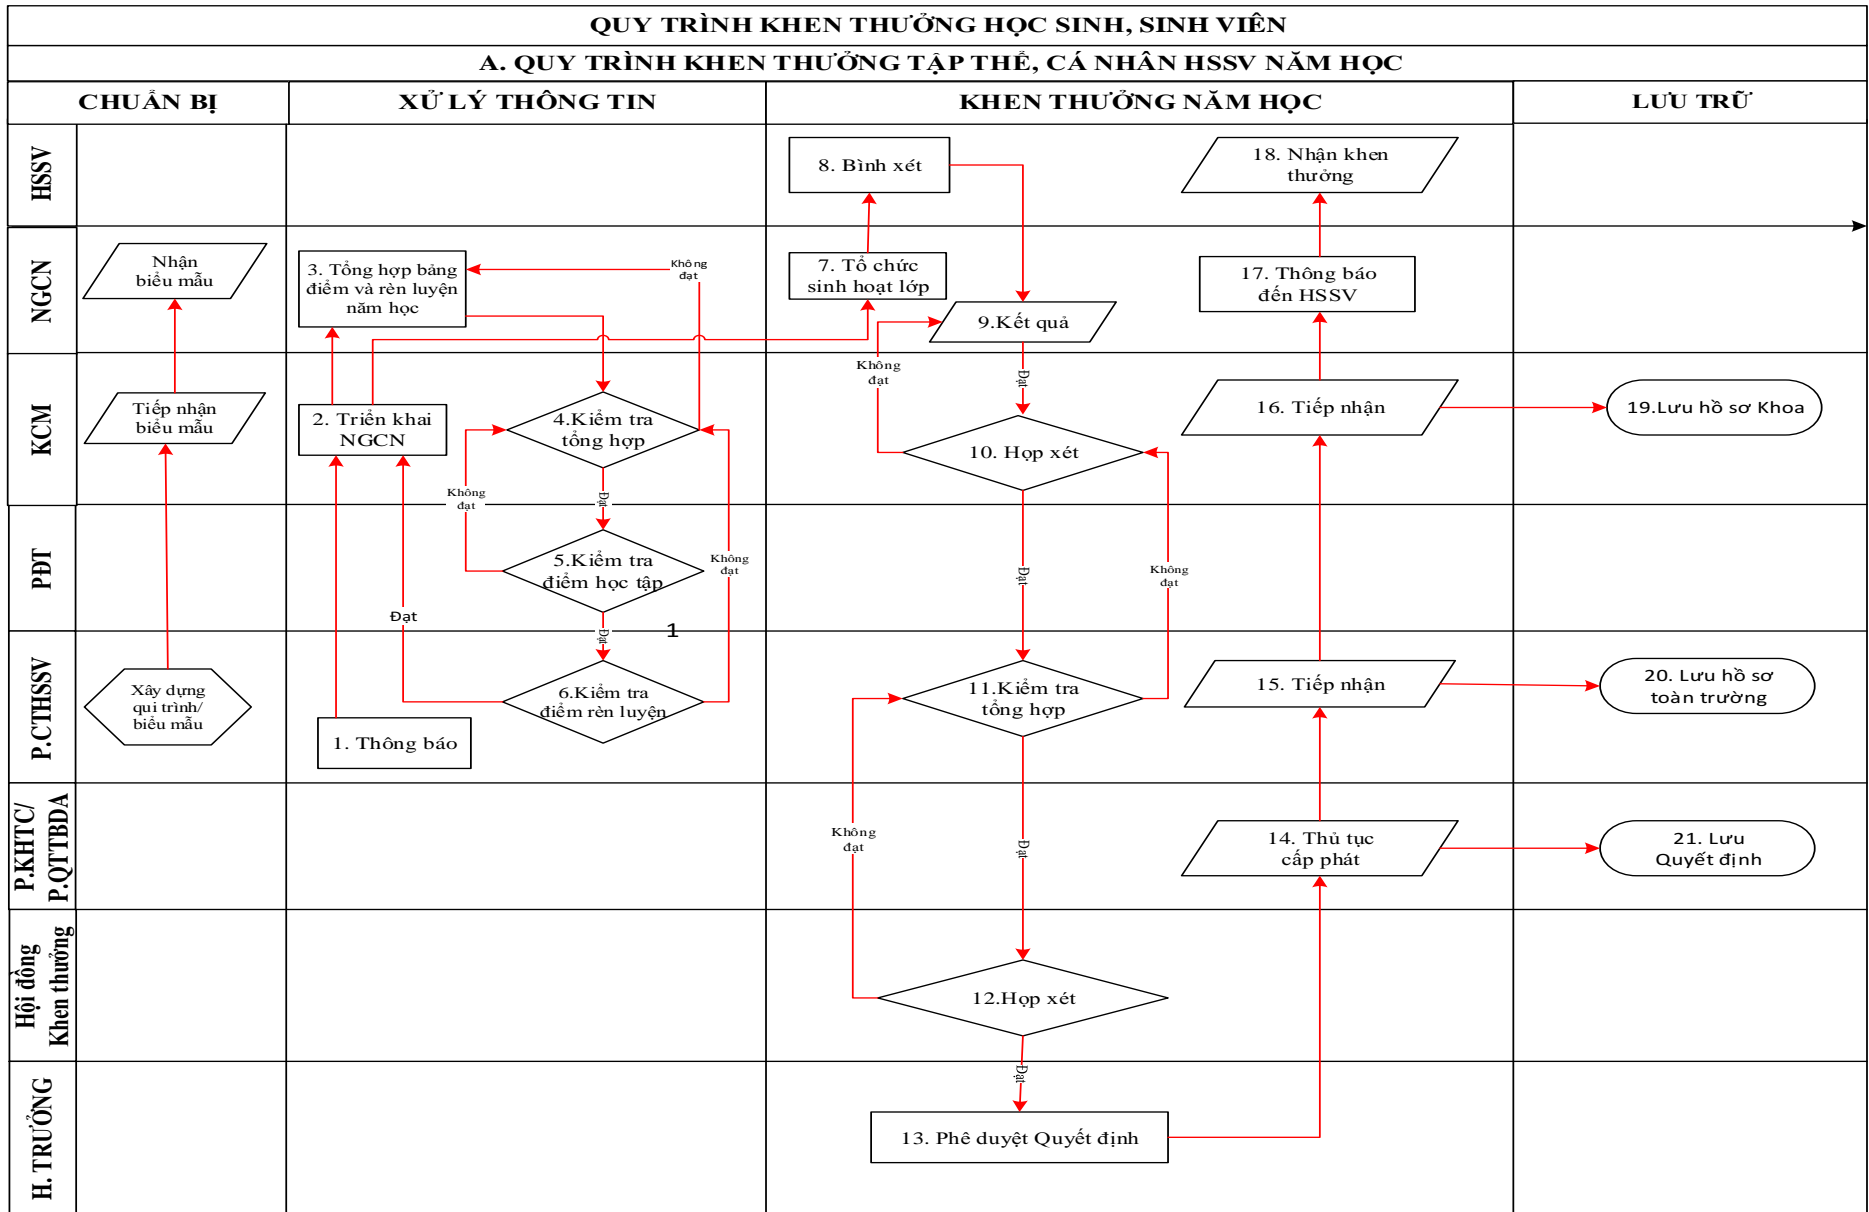 QUY TRÌNH KHEN THƯỞNG HỌC SINH, SINH VIÊN
A. QUY TRÌNH KHEN THƯỞNG TẬP THỂ, CÁ NHÂN HSSV NĂM HỌC
CHUẨN BỊ
XỬ LÝ THÔNG TIN
KHEN THƯỞNG NĂM HỌC
LƯU TRỮ
HSSV
8. Bình xét
18. Nhận khen
thưởng
NGCN
Nhận
biểu mẫu
3. Tổng hợp bảng
điểm và rèn luyện
năm học
Không
đạt
7. Tổ chức
sinh hoạt lớp
9.Kết quả
17. Thông báo
đến HSSV
KCM
Tiếp nhận
biểu mẫu
2. Triển khai
NGCN
4.Kiểm tra
tổng hợp
Không
đạt
Đạt
Không
đạt
Đạt
10. Họp xét
16. Tiếp nhận
19.Lưu hồ sơ Khoa
PĐT
5.Kiểm tra
điểm học tập
Đạt
Đạt
1
Không
đạt
Đạt
Không
đạt
P.CTHSSV
Xây dựng
qui trình/
biểu mẫu
1. Thông báo
6.Kiểm tra
điểm rèn luyện
11.Kiểm tra
tổng hợp
15. Tiếp nhận
20. Lưu hồ sơ
toàn trường
P.KHTC/
P.QTTBDA
Không
đạt
Đạt
14. Thủ tục
cấp phát
21. Lưu
Quyết định
Hội đồng
Khen thưởng
12.Họp xét
H. TRƯỞNG
Đạt
13. Phê duyệt Quyết định